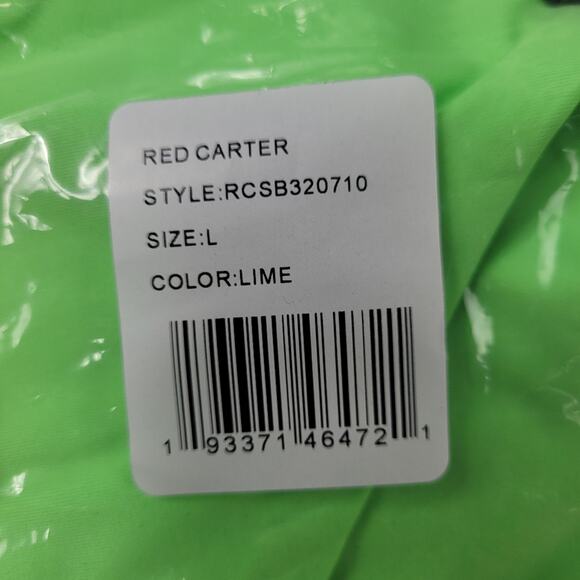 RED CARTER
STYLE:RCSB320710
SIZE:L
COLOR:LIME
1 93371 46472 1